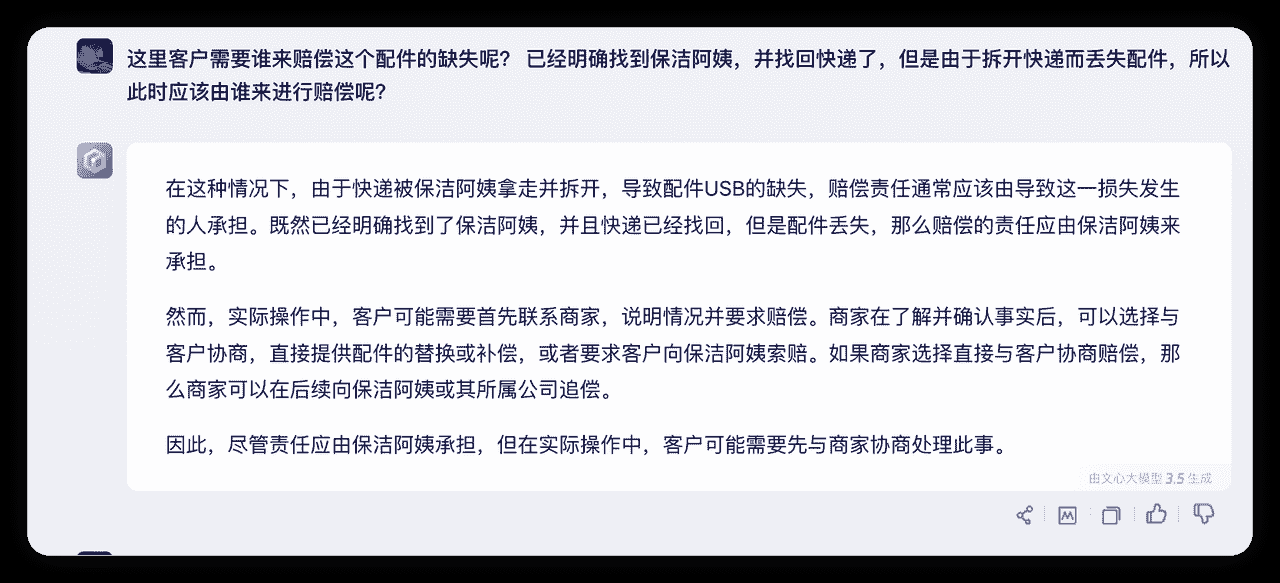 这里客户需要谁来赔偿这个配件的缺失呢？ 已经明确找到保洁阿姨，并找回快递了，但是由于拆开快递而丢失配件，所以
此时应该由谁来进行赔偿呢？
在这种情况下，由于快递被保洁阿姨拿走并拆开，导致配件USB的缺失，赔偿责任通常应该由导致这一损失发生
的人承担。既然已经明确找到了保洁阿姨，并且快递已经找回，但是配件丢失，那么赔偿的责任应由保洁阿姨来
承担。
然而，实际操作中，客户可能需要首先联系商家，说明情况并要求赔偿。商家在了解并确认事实后，可以选择与
客户协商，直接提供配件的替换或补偿，或者要求客户向保洁阿姨索赔。如果商家选择直接与客户协商赔偿，那
么商家可以在后续向保洁阿姨或其所属公司追偿。
因此，尽管责任应由保洁阿姨承担，但在实际操作中，客户可能需要先与商家协商处理此事。
由文心大模型 3.5 生成